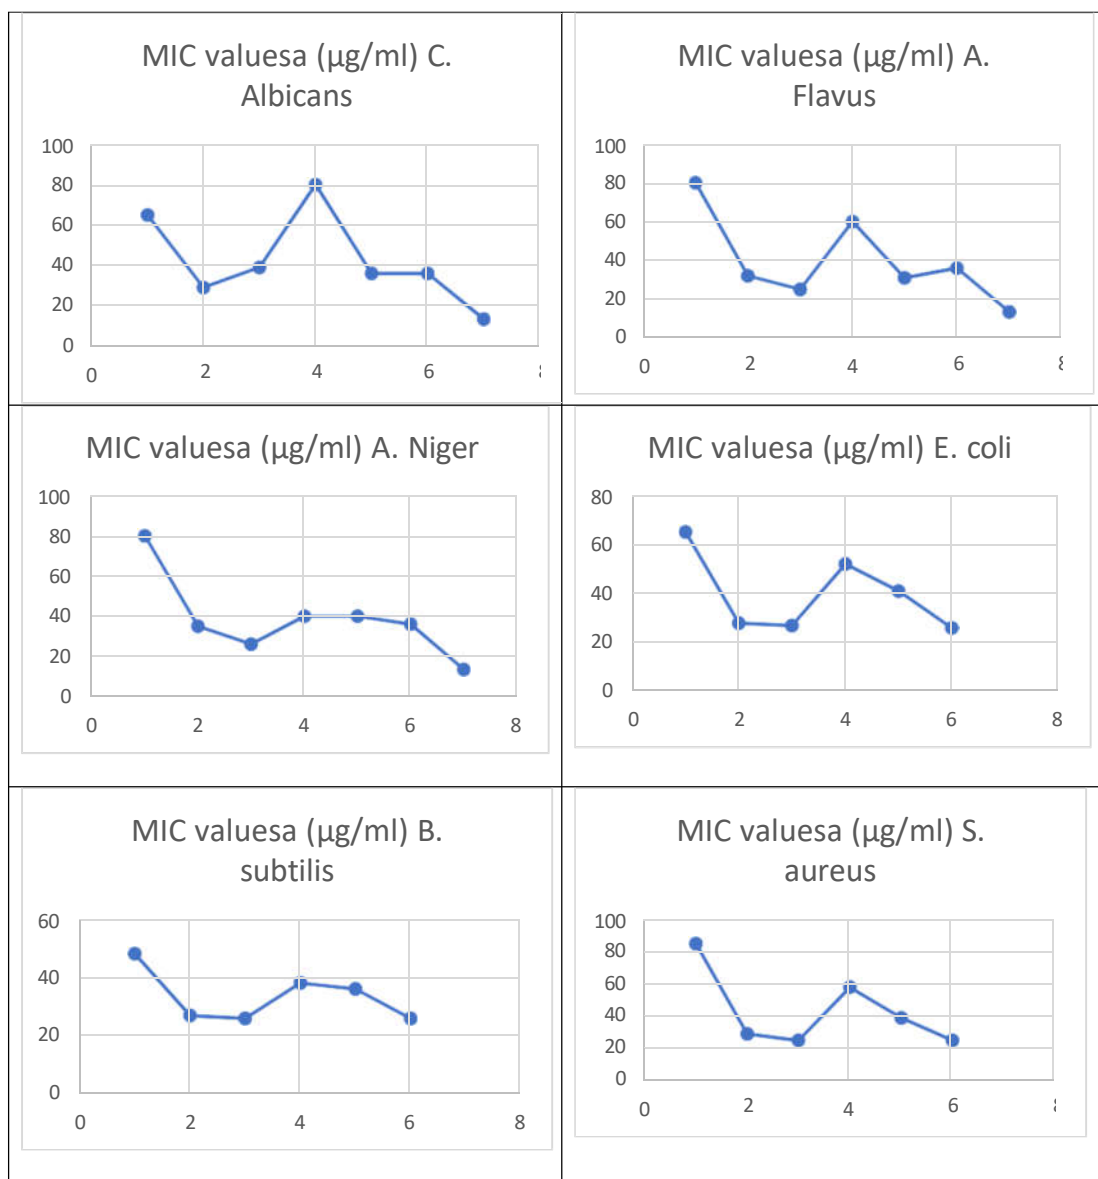 MIC valuesa (µg/ml) C.
Albicans
100
80
60
40
20
0
0 2 4 6
MIC valuesa (µg/ml) A.
Flavus
100
80
60
40
20
0
0 2 4 6
MIC valuesa (µg/ml) A. Niger
100
80
60
40
20
0
0 2 4 6 8
MIC valuesa (µg/ml) E. coli
80
60
40
20
0
0 2 4 6 8
MIC valuesa (µg/ml) B.
subtilis
60
40
20
0
0 2 4 6 8
MIC valuesa (µg/ml) S.
aureus
100
80
60
40
20
0
0 2 4 6